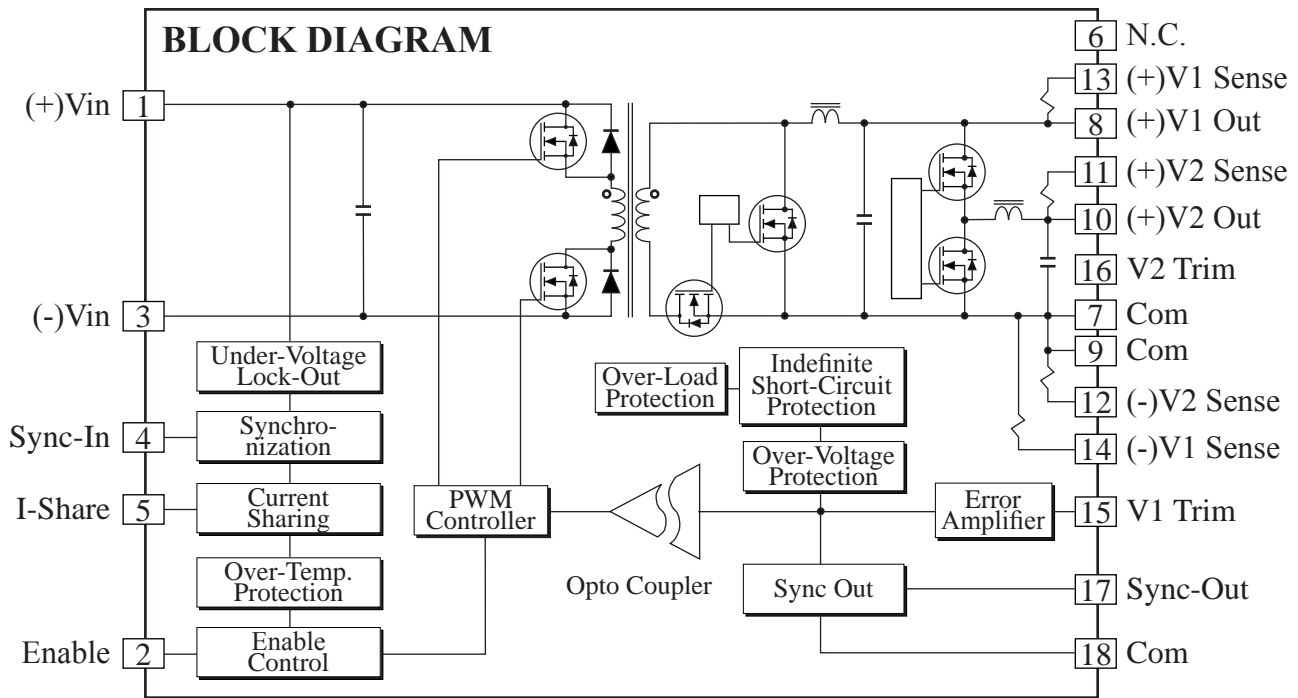 BLOCK DIAGRAM
6 N.C.
13 (+)V1 Sense
(+)Vin 1
8 (+)V1 Out
11 (+)V2 Sense
10 (+)V2 Out
16 V2 Trim
(-)Vin 3
7 Com
9 Com
12 (-)V2 Sense
14 (-)V1 Sense
Under-Voltage
Lock-Out
Over-Load
Protection
Indefinite
Short-Circuit
Protection
Sync-In 4
Synchro-
nization
Over-Voltage
Protection
I-Share 5
Current
Sharing
PWM
Controller
Error
Amplifier
15 V1 Trim
Opto Coupler
Over-Temp.
Protection
Sync Out
17 Sync-Out
Enable 2
Enable
Control
18 Com